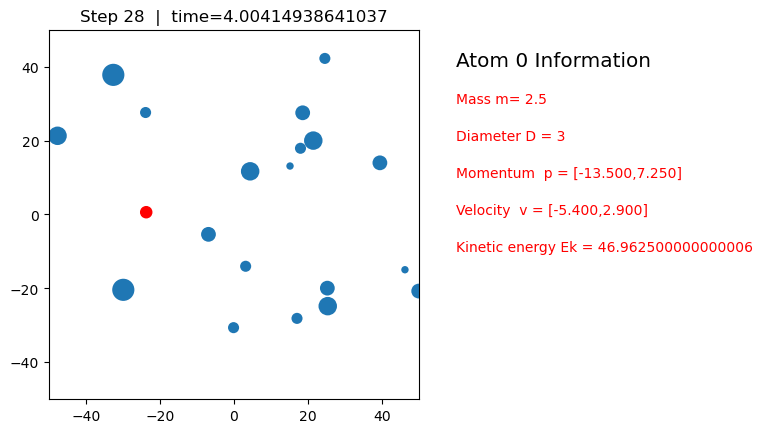 Step 28  |  time=4.00414938641037
Atom 0 Information
Mass m= 2.5
Diameter D = 3
Momentum  p = [-13.500,7.250]
Velocity  v = [-5.400,2.900]
Kinetic energy Ek = 46.962500000000006
40
20
0
−20
−40
−40 −20 0 20 40